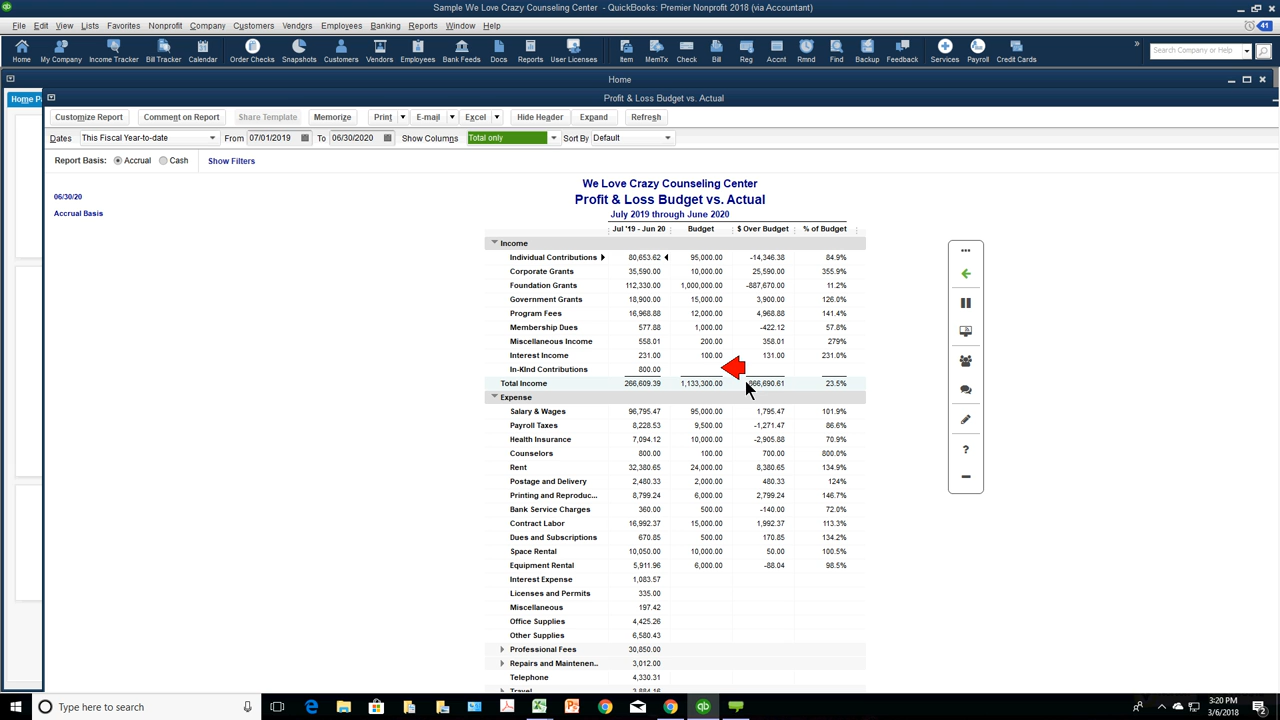 Sample We Love Crazy Counseling Center - QuickBooks: Premier Nonprofit 2018 (via Accountant)
File Edit View Lists Favorites Nonprofit Company Customers Vendors Employees Banking Reports Window Help 41
Home My Company Income Tracker Bill Tracker Calendar Order Checks Snapshots Customers Vendors Employees Bank Feeds Docs Reports User Licenses Item MemTx Check Bill Reg Accnt Rmnd Find Backup Feedback Services Payroll Credit Cards » Search Company or Help
Home
Home P
Profit & Loss Budget vs. Actual
Customize Report Comment on Report Share Template Memorize Print E-mail Excel Hide Header Expand Refresh
Dates This Fiscal Year-to-date From 07/01/2019 To 06/30/2020 Show Columns Total only Sort By Default
Report Basis: Accrual Cash Show Filters
We Love Crazy Counseling Center
06/30/20 Profit & Loss Budget vs. Actual
Accrual Basis July 2019 through June 2020
Jul '19 - Jun 20 Budget $ Over Budget % of Budget
Income
Individual Contributions 80,653.62 95,000.00 -14,346.38 84.9%
Corporate Grants 35,590.00 10,000.00 25,590.00 355.9%
Foundation Grants 112,330.00 1,000,000.00 -887,670.00 11.2%
Government Grants 18,900.00 15,000.00 3,900.00 126.0%
Program Fees 16,968.88 12,000.00 4,968.88 141.4%
Membership Dues 577.88 1,000.00 -422.12 57.8%
Miscellaneous Income 558.01 200.00 358.01 279%
Interest Income 231.00 100.00 131.00 231.0%
In-KInd Contributions 800.00
Total Income 266,609.39 1,133,300.00 866,690.61 23.5%
Expense
Salary & Wages 96,795.47 95,000.00 1,795.47 101.9%
Payroll Taxes 8,228.53 9,500.00 -1,271.47 86.6%
Health Insurance 7,094.12 10,000.00 -2,905.88 70.9%
Counselors 800.00 100.00 700.00 800.0%
Rent 32,380.65 24,000.00 8,380.65 134.9%
Postage and Delivery 2,480.33 2,000.00 480.33 124%
Printing and Reproduc... 8,799.24 6,000.00 2,799.24 146.7%
Bank Service Charges 360.00 500.00 -140.00 72.0%
Contract Labor 16,992.37 15,000.00 1,992.37 113.3%
Dues and Subscriptions 670.85 500.00 170.85 134.2%
Space Rental 10,050.00 10,000.00 50.00 100.5%
Equipment Rental 5,911.96 6,000.00 -88.04 98.5%
Interest Expense 1,083.57
Licenses and Permits 335.00
Miscellaneous 197.42
Office Supplies 4,425.26
Other Supplies 6,580.43
Professional Fees 30,850.00
Repairs and Maintenen.. 3,012.00
Telephone 4,330.31
Travel 3,884.16
Type here to search
3:20 PM
3/6/2018
2